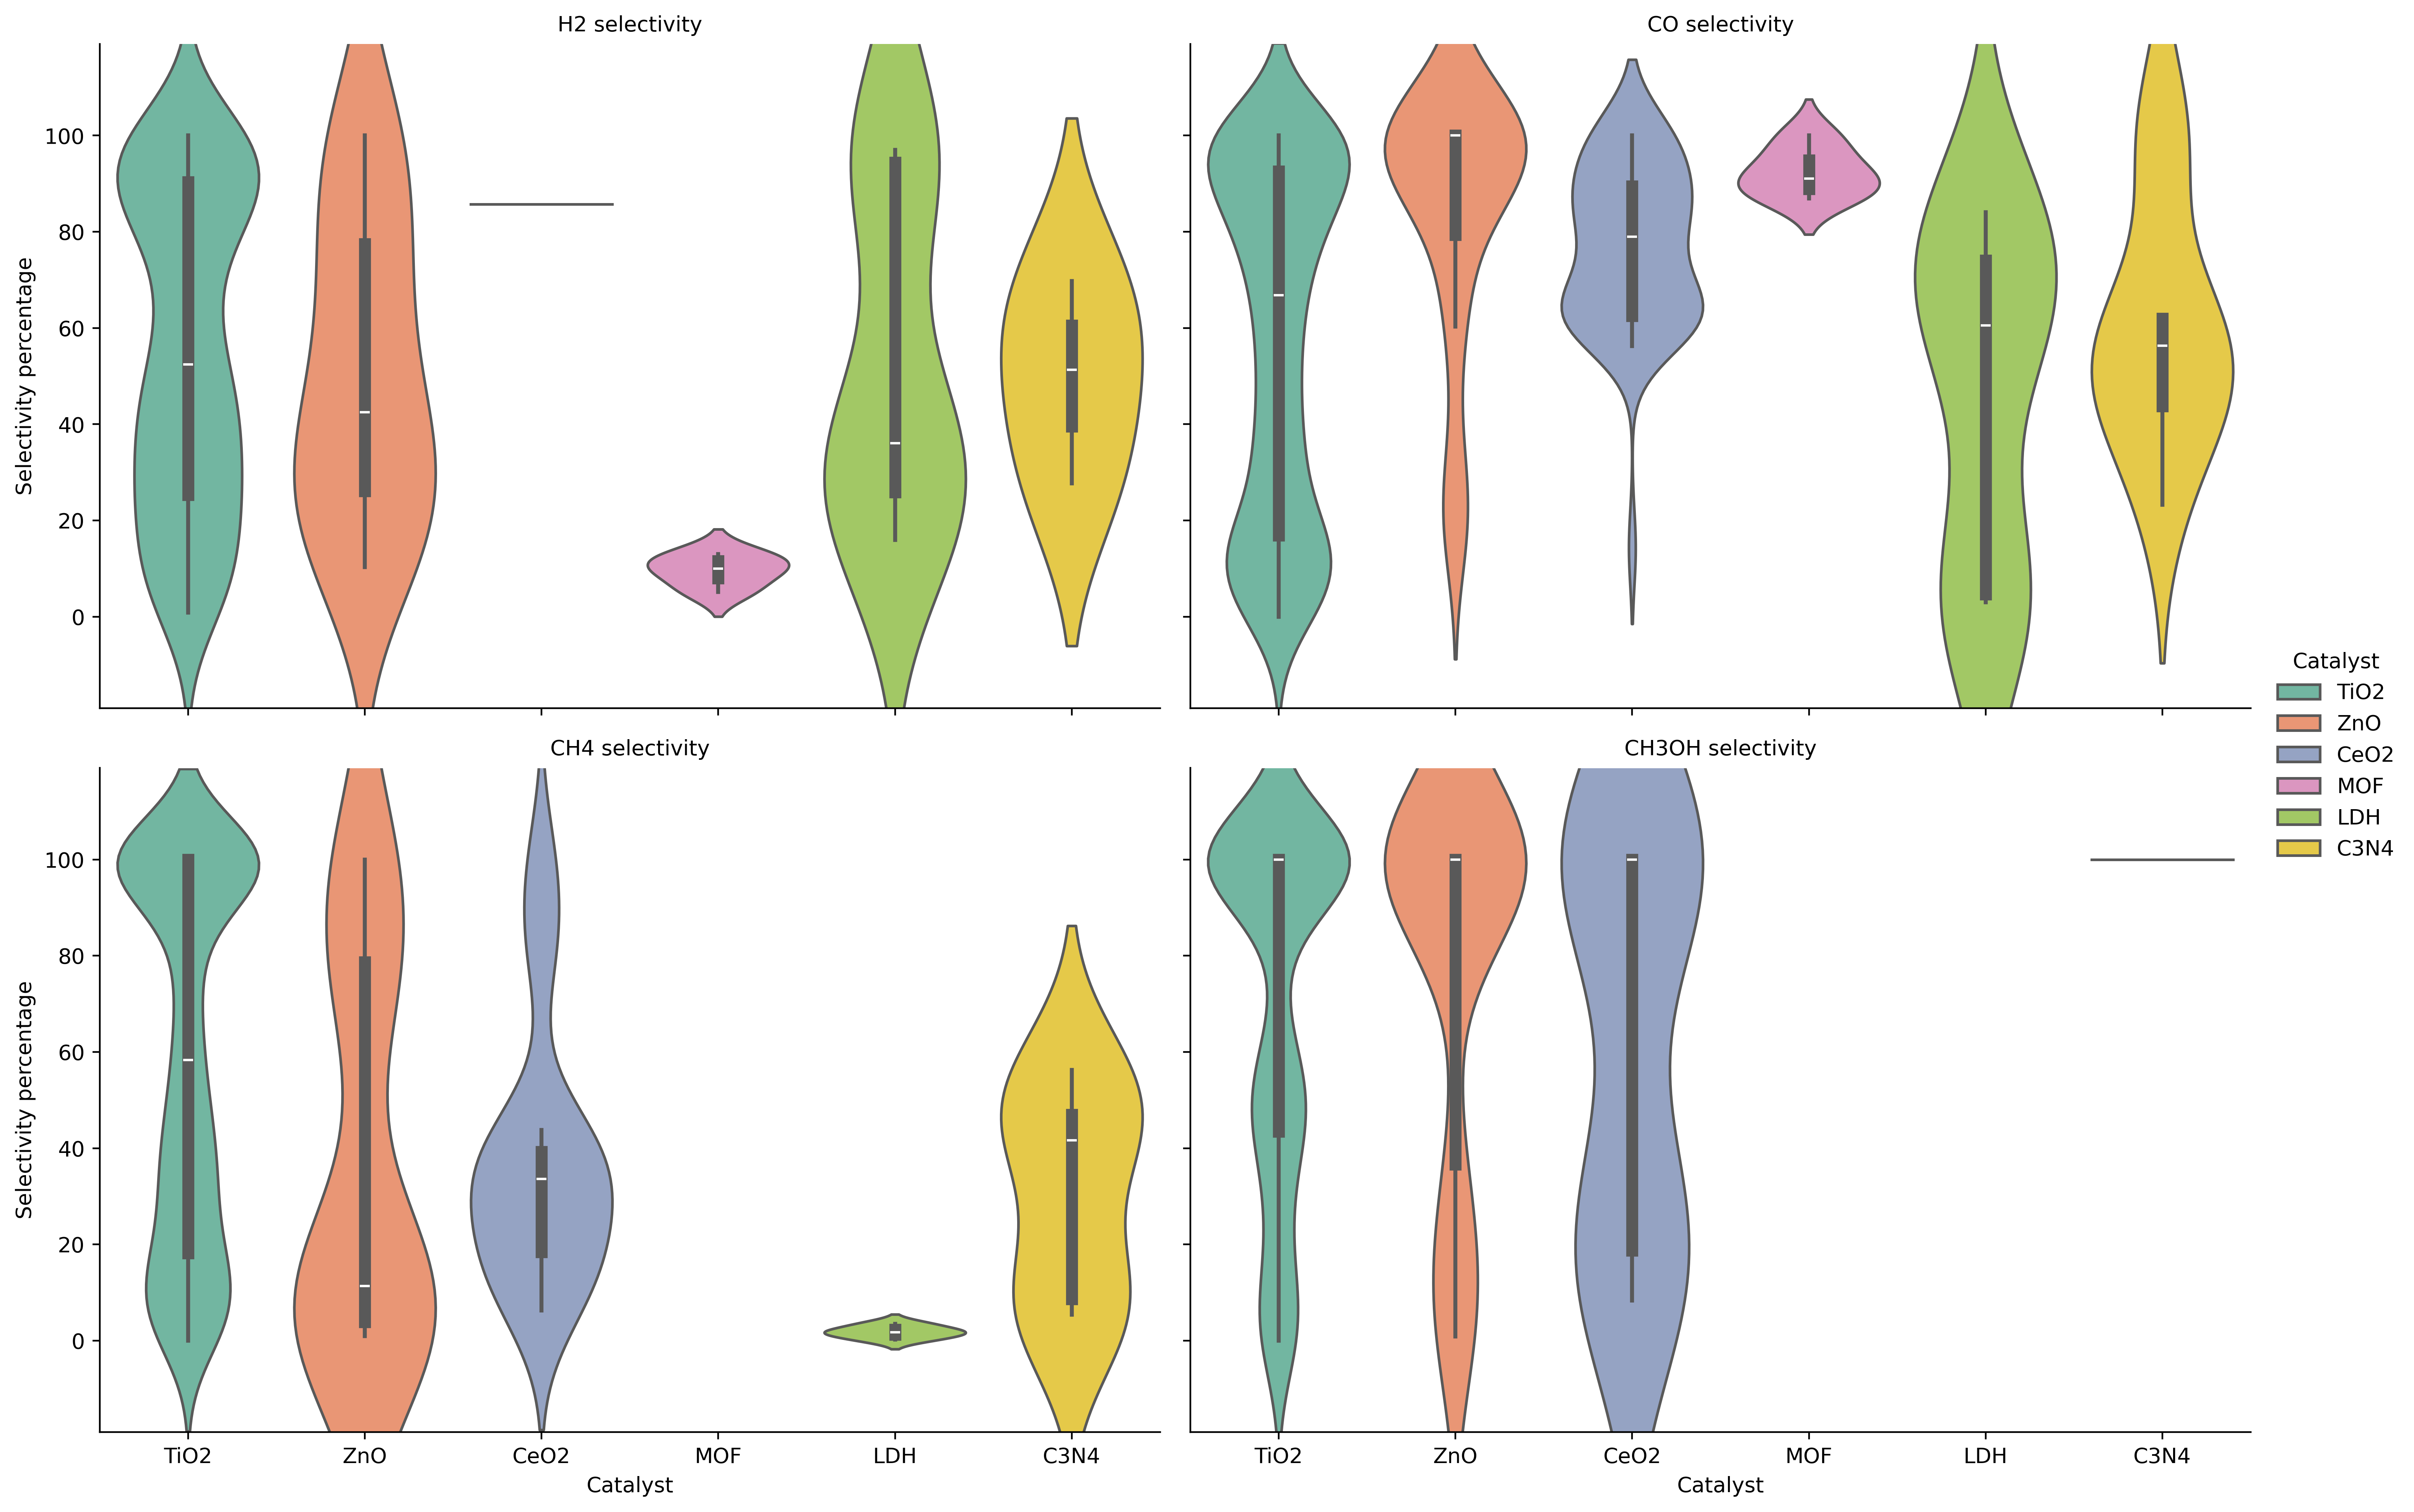 H2 selectivity
CO selectivity
Selectivity percentage
100
80
60
40
20
0
CH4 selectivity
CH3OH selectivity
Selectivity percentage
100
80
60
40
20
0
TiO2 ZnO CeO2 MOF LDH C3N4
Catalyst
TiO2 ZnO CeO2 MOF LDH C3N4
Catalyst
Catalyst
TiO2
ZnO
CeO2
MOF
LDH
C3N4